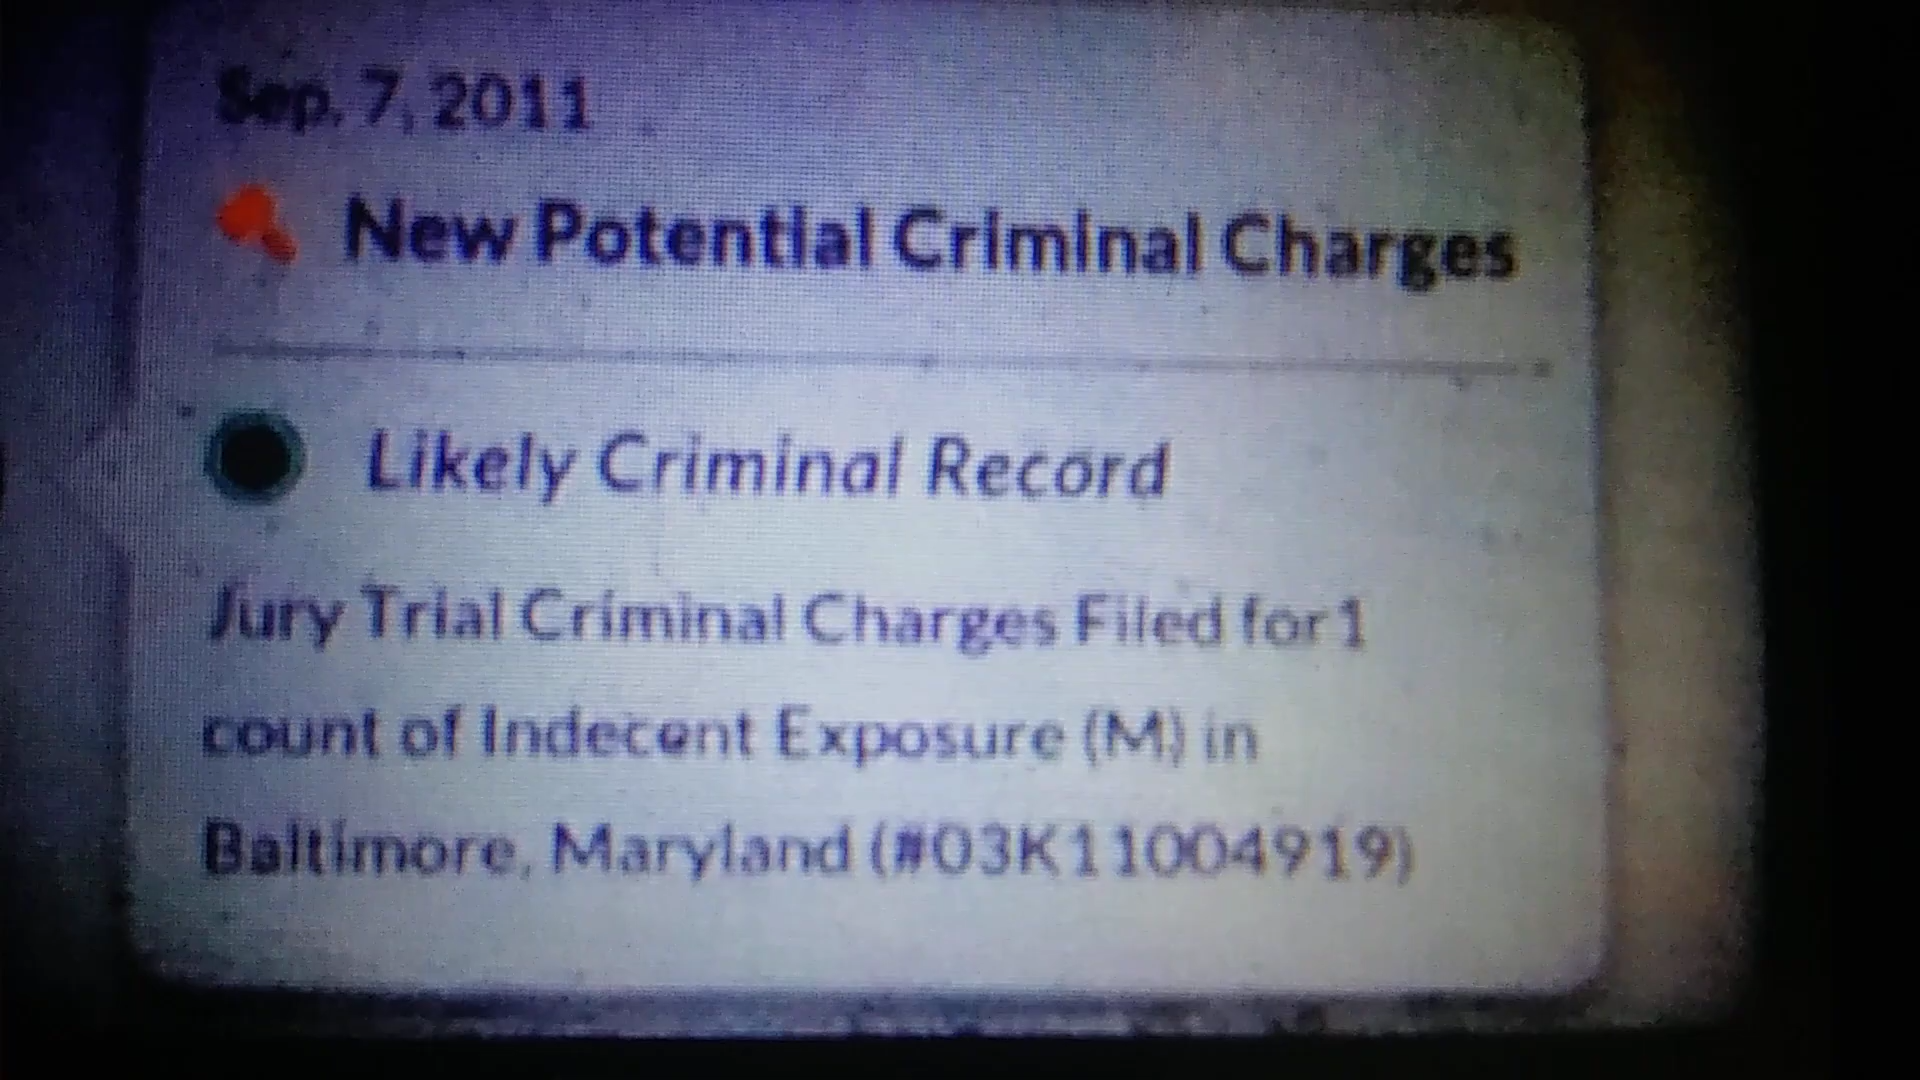 Sep. 7, 2011
New Potential Criminal Charges
Likely Criminal Record
Jury Trial Criminal Charges Filed for 1
count of Indecent Exposure (M) in
Baltimore, Maryland (#03K11004919)